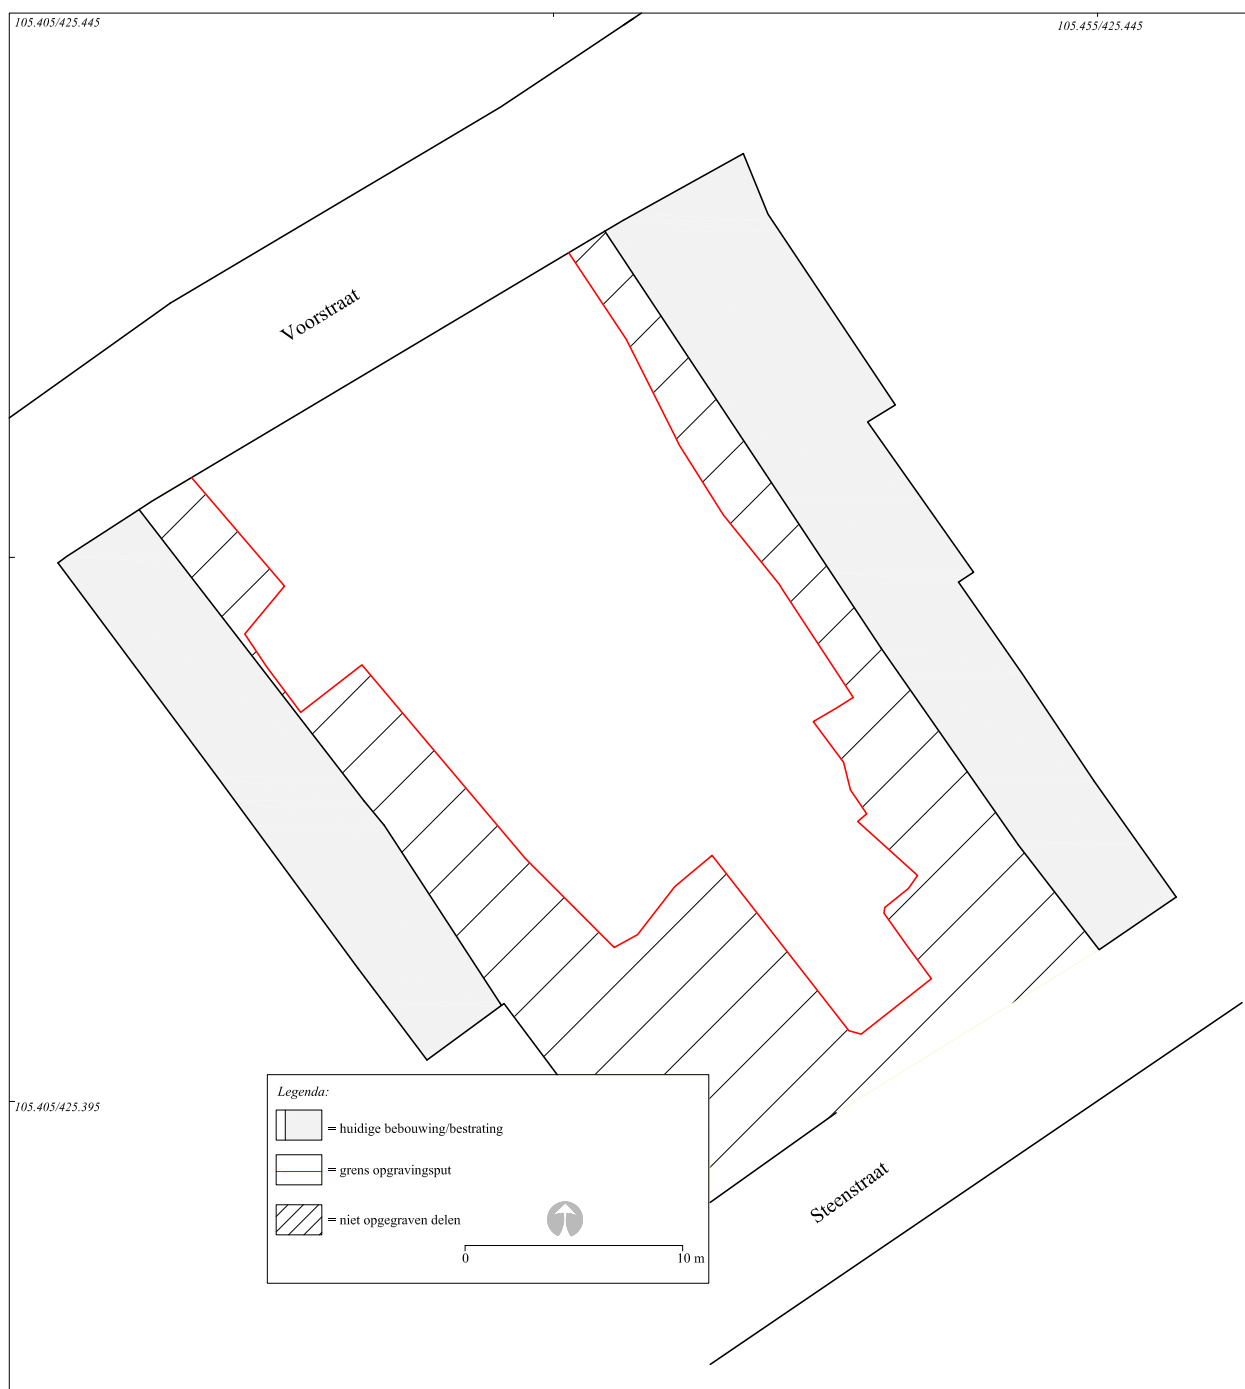 105.405/425.445
105.455/425.445
Voorstraat
105.405/425.395
Legenda:
= huidige bebouwing/bestrating
= grens opgravingsput
= niet opgegraven delen
0 10 m
Steenstraat